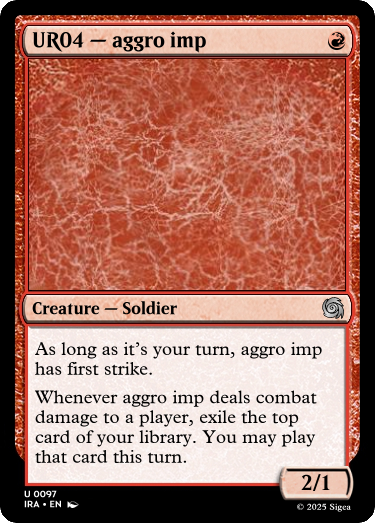 UR04 — aggro imp
Creature — Soldier
As long as it's your turn, aggro imp
has first strike.
Whenever aggro imp deals combat
damage to a player, exile the top
card of your library. You may play
that card this turn.
2/1
U 0097
IRA • EN
© 2025 Sigea